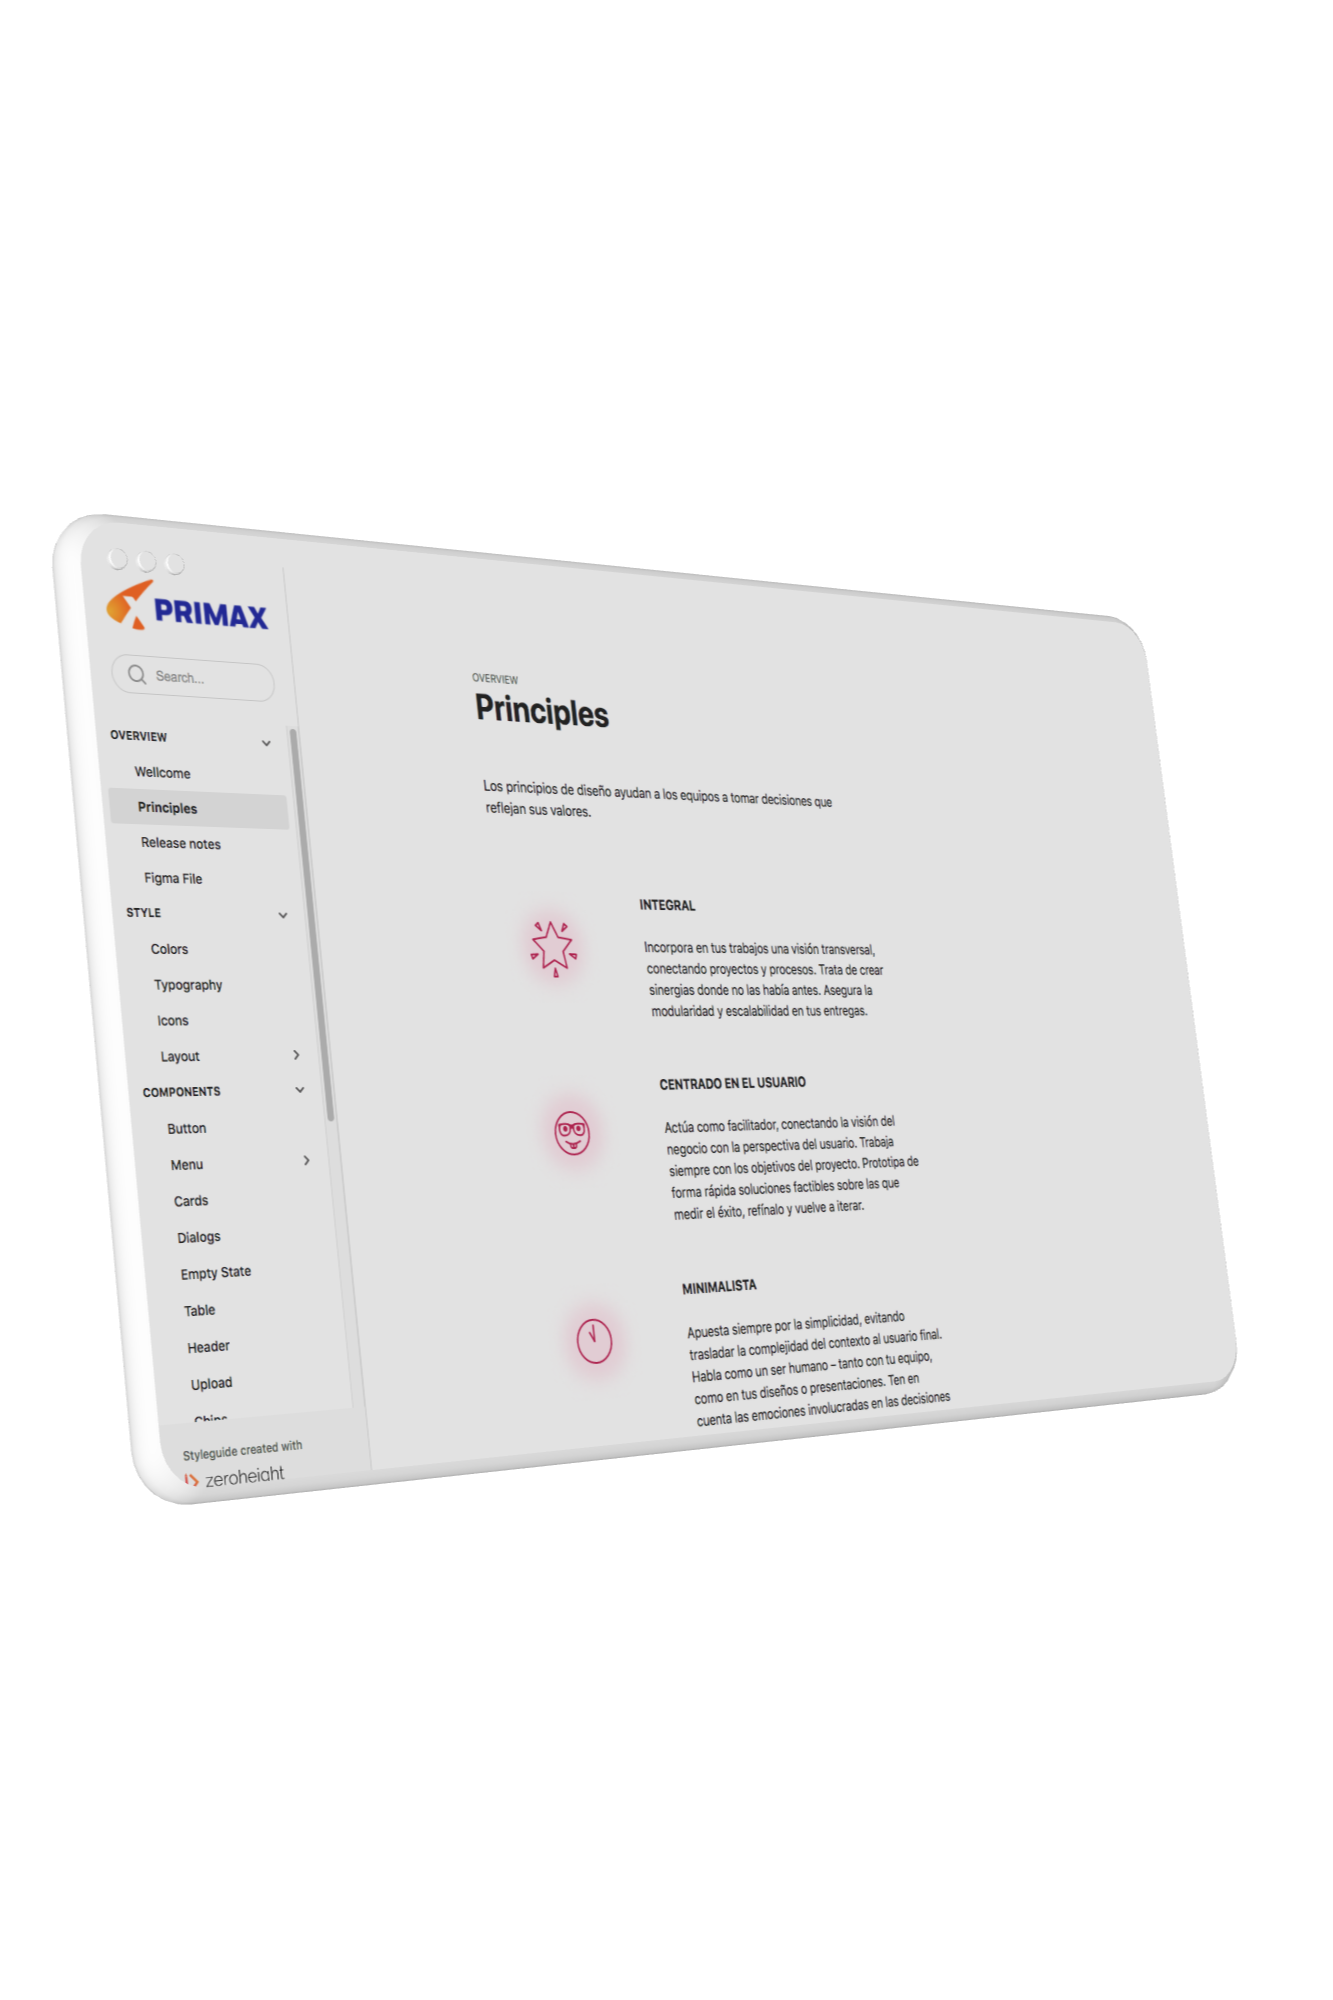 PRIMAX
Search...
OVERVIEW
Wellcome
Principles
Release notes
Figma File
STYLE
Colors
Typography
Icons
Layout
COMPONENTS
Button
Menu
Cards
Dialogs
Empty State
Table
Header
Upload
Chips
Styleguide created with
zeroheight
OVERVIEW
Principles
Los principios de diseño ayudan a los equipos a tomar decisiones que
reflejan sus valores.
INTEGRAL
Incorpora en tus trabajos una visión transversal,
conectando proyectos y procesos. Trata de crear
sinergias donde no las había antes. Asegura la
modularidad y escalabilidad en tus entregas.
CENTRADO EN EL USUARIO
Actúa como facilitador, conectando la visión del
negocio con la perspectiva del usuario. Trabaja
siempre con los objetivos del proyecto. Prototipa de
forma rápida soluciones factibles sobre las que
medir el éxito, refínalo y vuelve a iterar.
MINIMALISTA
Apuesta siempre por la simplicidad, evitando
trasladar la complejidad del contexto al usuario final.
Habla como un ser humano – tanto con tu equipo,
como en tus diseños o presentaciones. Ten en
cuenta las emociones involucradas en las decisiones